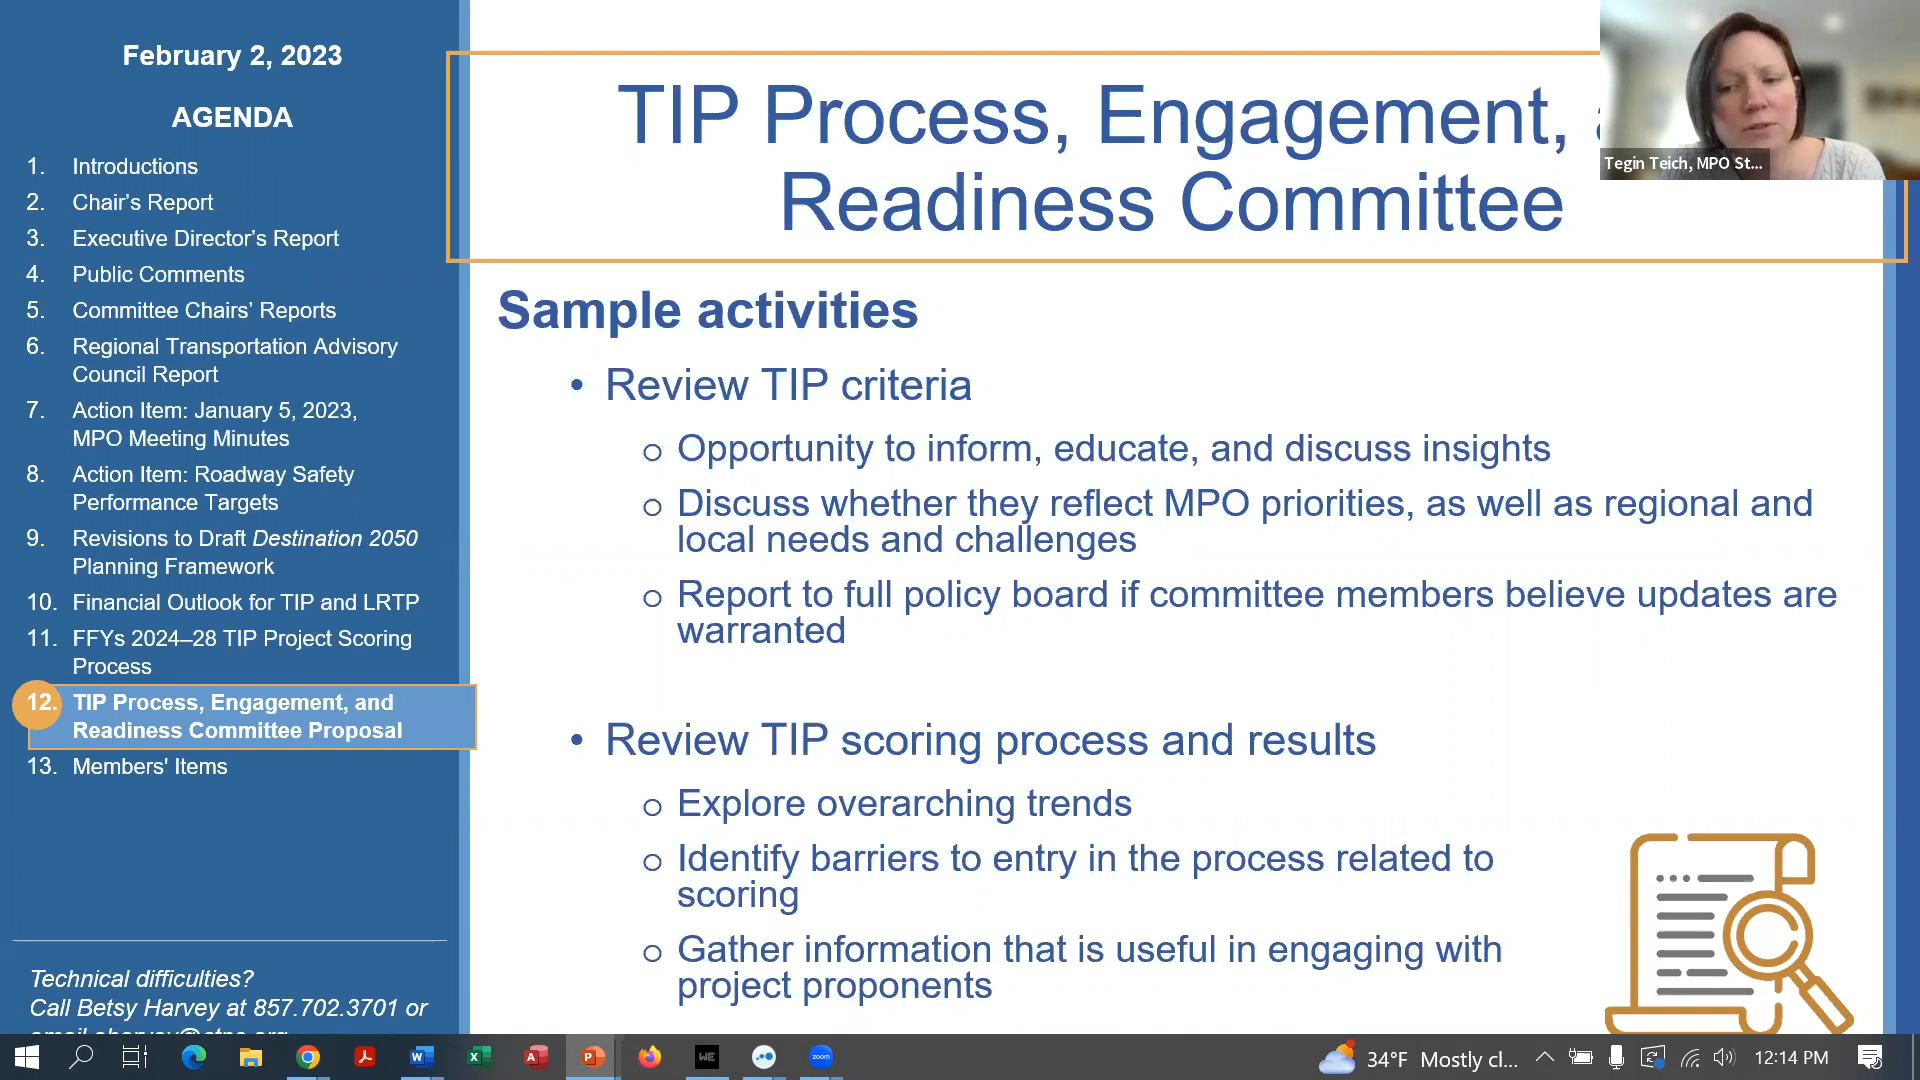 February 2, 2023
AGENDA
1. Introductions
2. Chair's Report
3. Executive Director's Report
4. Public Comments
5. Committee Chairs' Reports
6. Regional Transportation Advisory
Council Report
7. Action Item: January 5, 2023,
MPO Meeting Minutes
8. Action Item: Roadway Safety
Performance Targets
9. Revisions to Draft Destination 2050
Planning Framework
10. Financial Outlook for TIP and LRTP
11. FFYs 2024–28 TIP Project Scoring
Process
12. TIP Process, Engagement, and
Readiness Committee Proposal
13. Members' Items
Technical difficulties?
Call Betsy Harvey at 857.702.3701 or
TIP Process, Engagement,
Readiness Committee
Tegin Teich, MPO St...
Sample activities
• Review TIP criteria
o Opportunity to inform, educate, and discuss insights
o Discuss whether they reflect MPO priorities, as well as regional and
local needs and challenges
o Report to full policy board if committee members believe updates are
warranted
• Review TIP scoring process and results
o Explore overarching trends
o Identify barriers to entry in the process related to
scoring
o Gather information that is useful in engaging with
project proponents
34°F Mostly cl...
12:14 PM